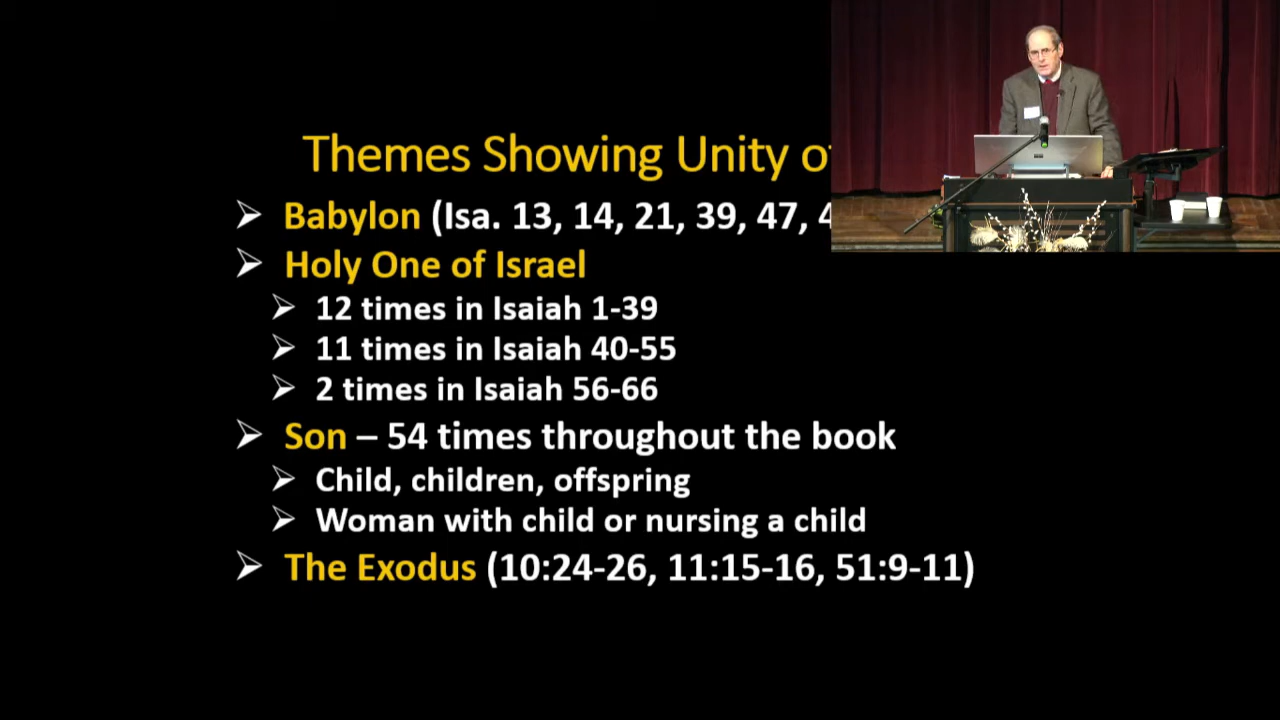 Themes Showing Unity
➢ Babylon (Isa. 13, 14, 21, 39, 47,
➢ Holy One of Israel
➢ 12 times in Isaiah 1-39
➢ 11 times in Isaiah 40-55
➢ 2 times in Isaiah 56-66
➢ Son – 54 times throughout the book
➢ Child, children, offspring
➢ Woman with child or nursing a child
➢ The Exodus (10:24-26, 11:15-16, 51:9-11)